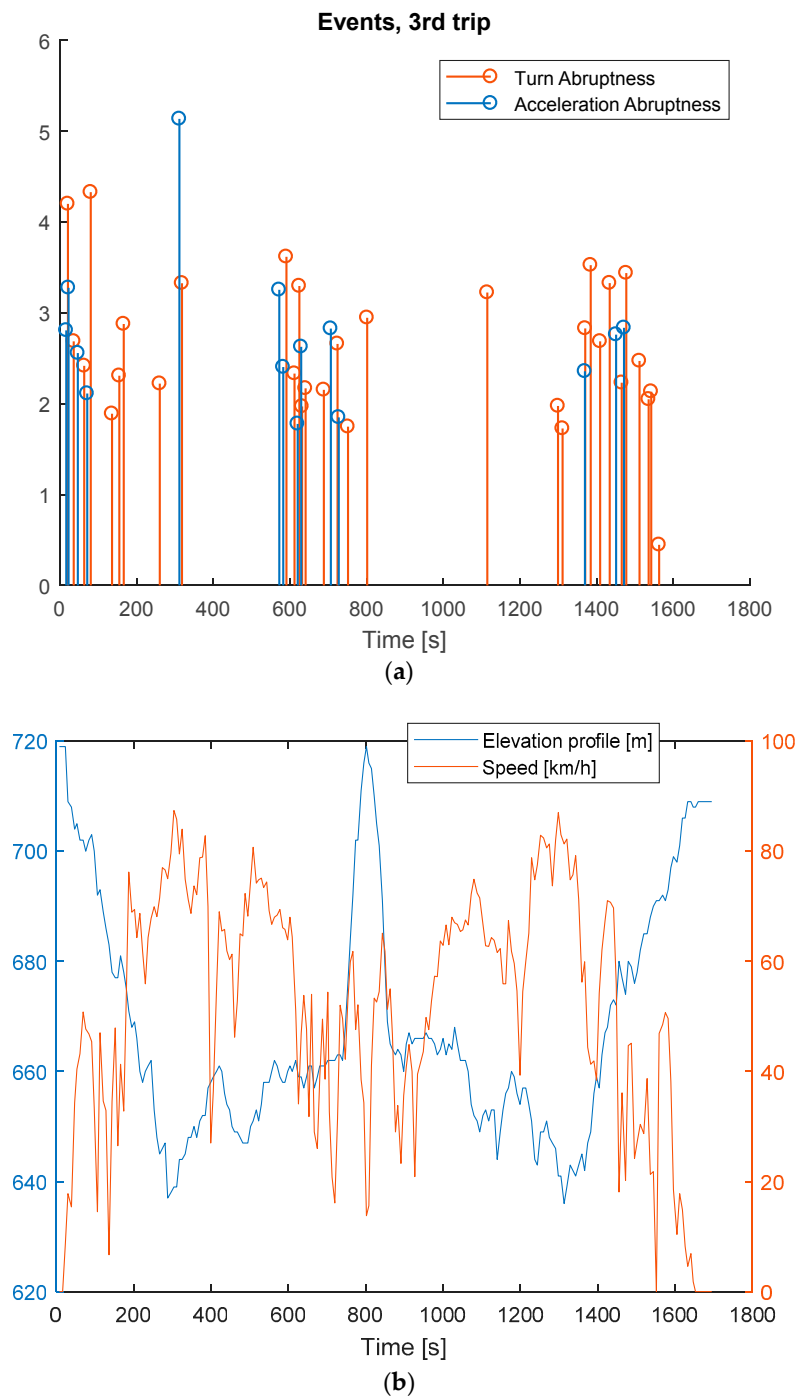 Events, 3rd trip
6
5
4
3
2
1
0
Turn Abruptness
Acceleration Abruptness
0 200 400 600 800 1000 1200 1400 1600 1800
Time [s]
(a)
720
700
680
660
640
620
Elevation profile [m]
Speed [km/h]
100
80
60
40
20
0
0 200 400 600 800 1000 1200 1400 1600 1800
Time [s]
(b)